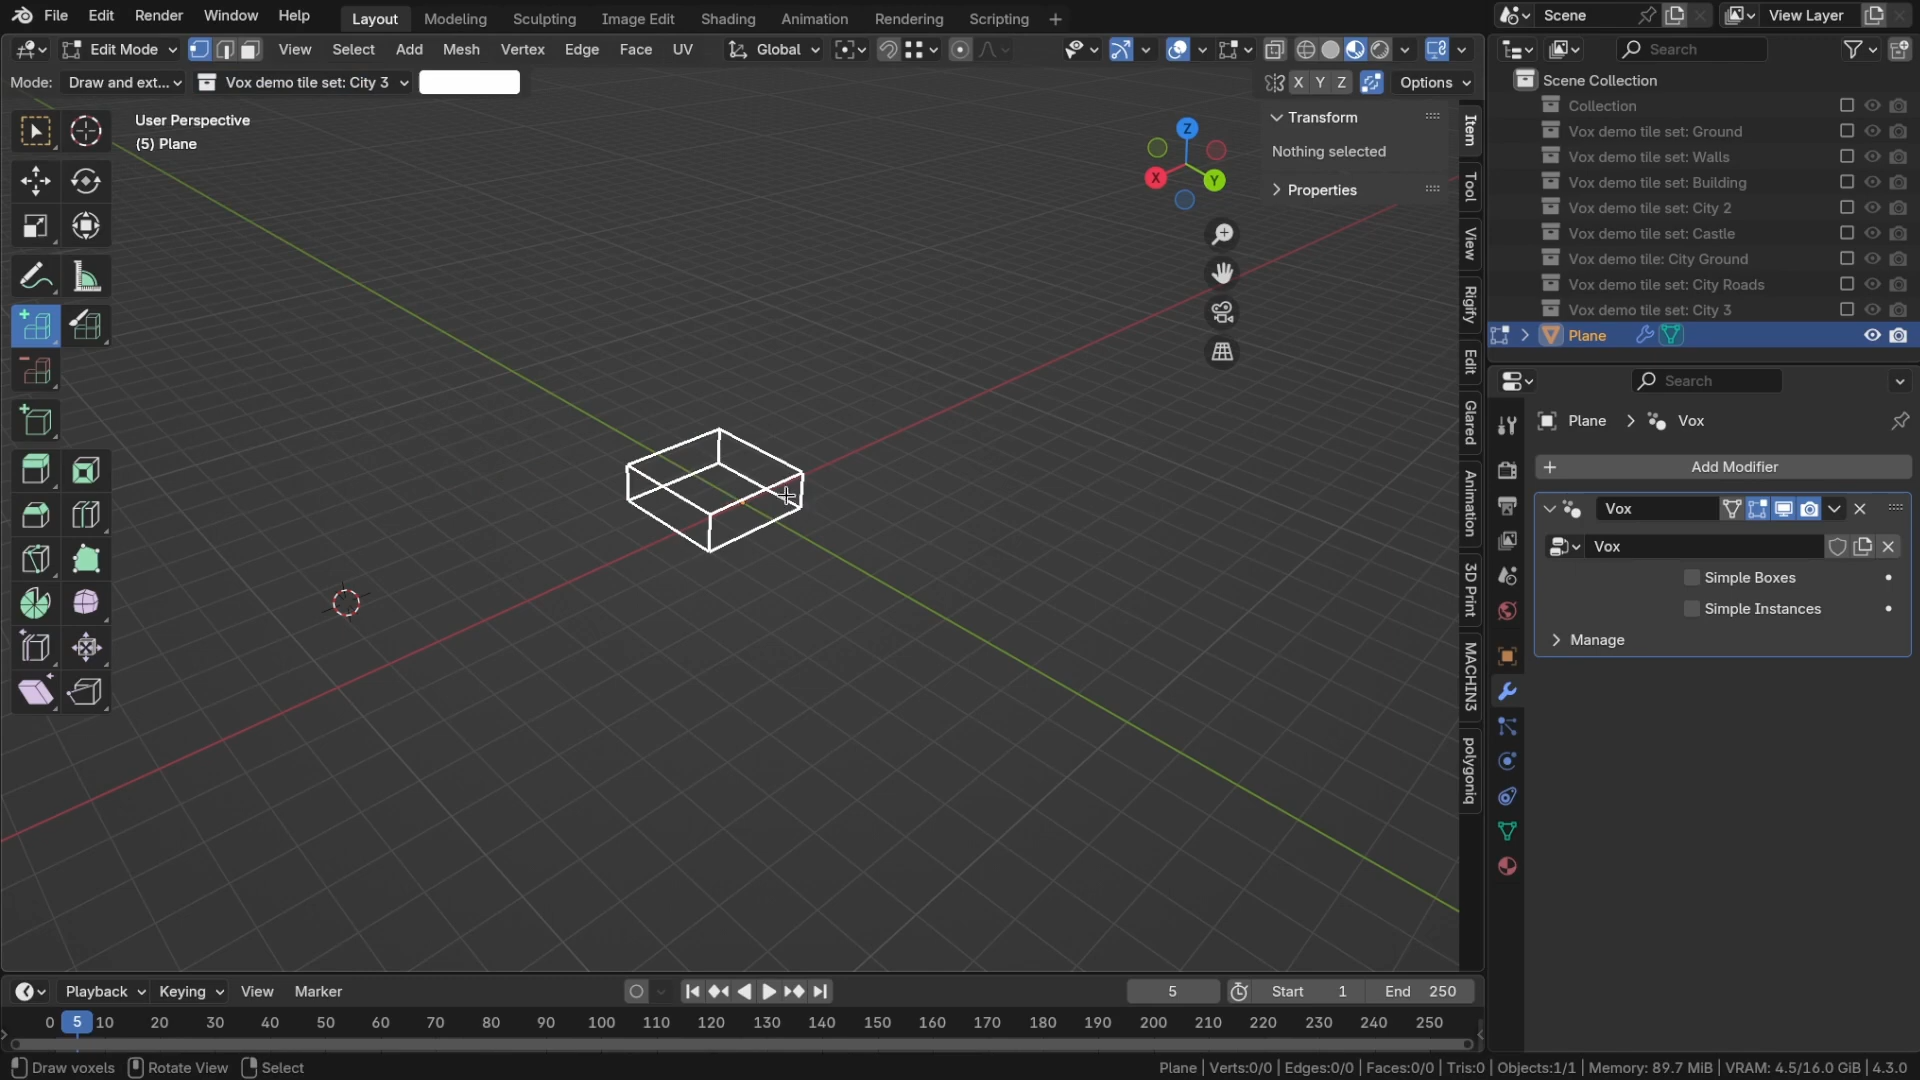 File Edit Render Window Help Layout Modeling Sculpting Image Edit Shading Animation Rendering Scripting Scene View Layer
Edit Mode View Select Add Mesh Vertex Edge Face UV Global Search
Mode: Draw and ext... Vox demo tile set: City 3 X Y Z Options
User Perspective
(5) Plane
Z
X
Y
Transform
Nothing selected
Properties
Item
Tool
View
Rigify
Edit
Glared
Animation
3D Print
MACHIN3
polygoniq
Scene Collection
Collection
Vox demo tile set: Ground
Vox demo tile set: Walls
Vox demo tile set: Building
Vox demo tile set: City 2
Vox demo tile set: Castle
Vox demo tile: City Ground
Vox demo tile set: City Roads
Vox demo tile set: City 3
Plane
Search
Plane Vox
Add Modifier
Vox
Vox
Simple Boxes
Simple Instances
Manage
Playback Keying View Marker 5 Start 1 End 250
0 5 10 20 30 40 50 60 70 80 90 100 110 120 130 140 150 160 170 180 190 200 210 220 230 240 250
Draw voxels Rotate View Select Plane | Verts:0/0 | Edges:0/0 | Faces:0/0 | Tris:0 | Objects:1/1 | Memory: 89.7 MiB | VRAM: 4.5/16.0 GiB | 4.3.0